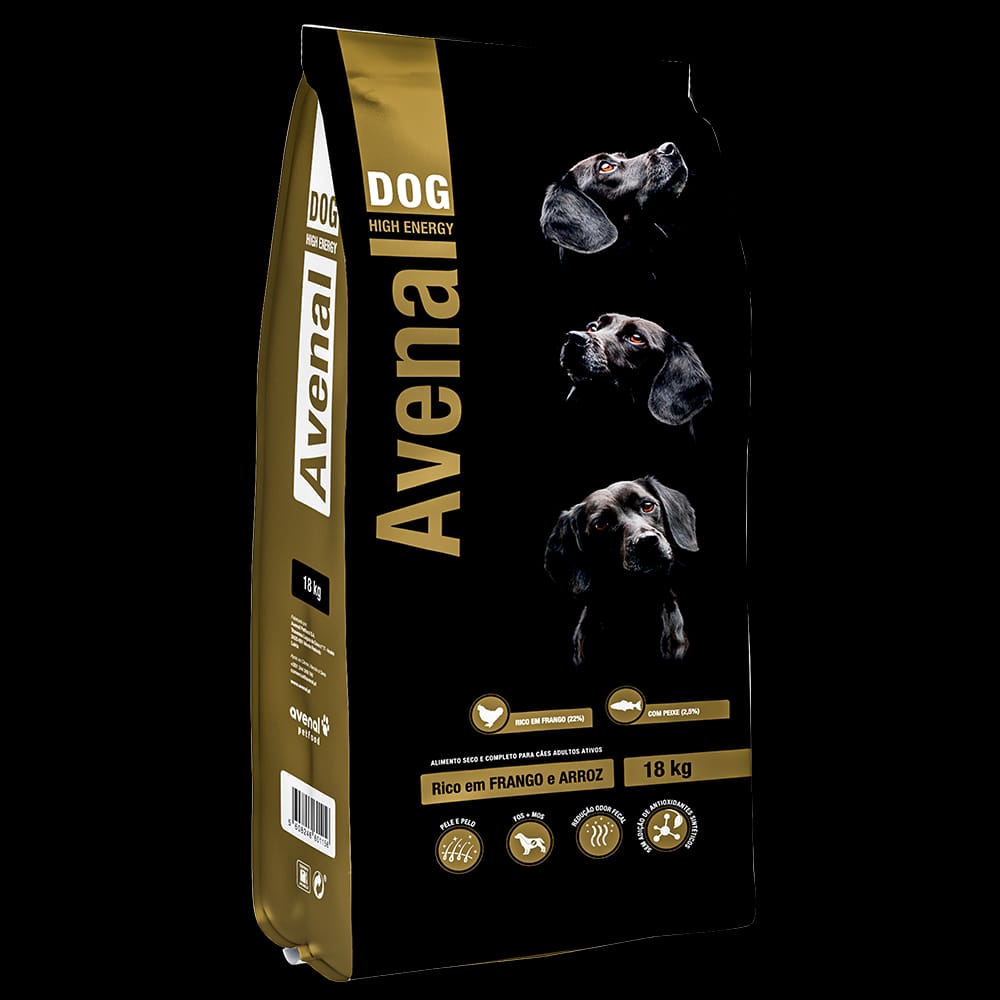 DOG
HIGH ENERGY
Avenal
RICO EM FRANGO (22%)
COM PEIXE (2,5%)
ALIMENTO SECO E COMPLETO PARA CÃES ADULTOS ATIVOS
Rico em FRANGO e ARROZ
18 kg
PELE E PELO
FOS + MOS
REDUÇÃO ODOR FECAL
SEM ADIÇÃO DE ANTIOXIDANTES SINTÉTICOS
DOG
HIGH ENERGY
Avenal
18 kg
avenal
petfood